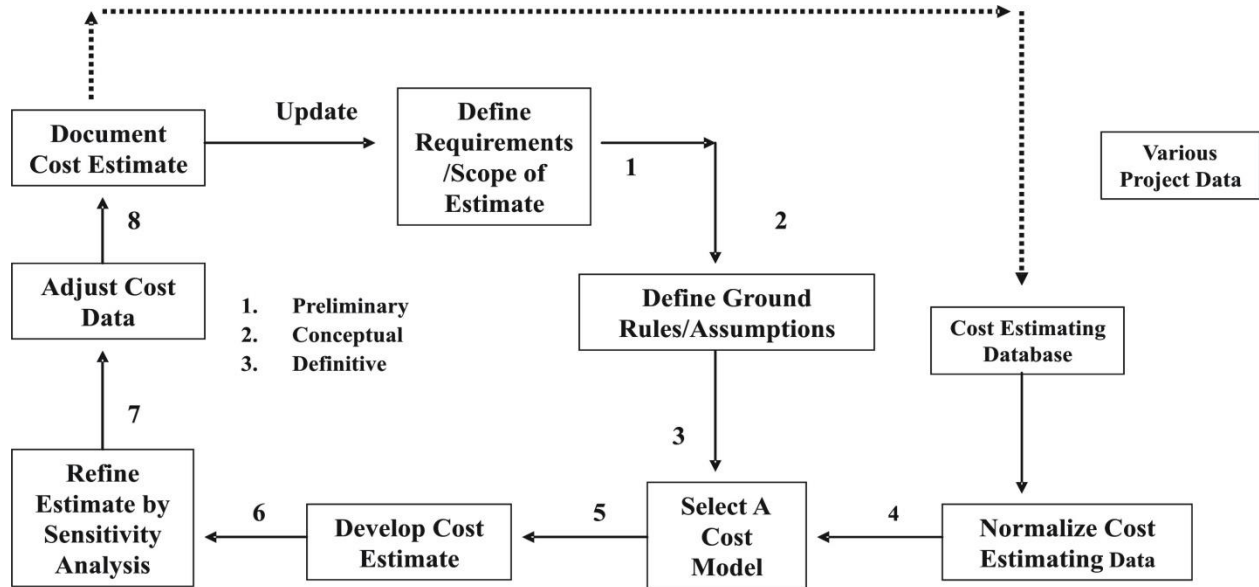 Document
Cost Estimate
Update
Define
Requirements
/Scope of
Estimate
1
Various
Project Data
8
2
Adjust Cost
Data
1. Preliminary
2. Conceptual
3. Definitive
Define Ground
Rules/Assumptions
Cost Estimating
Database
7
3
Refine
Estimate by
Sensitivity
Analysis
6
Develop Cost
Estimate
5
Select A
Cost
Model
4
Normalize Cost
Estimating Data